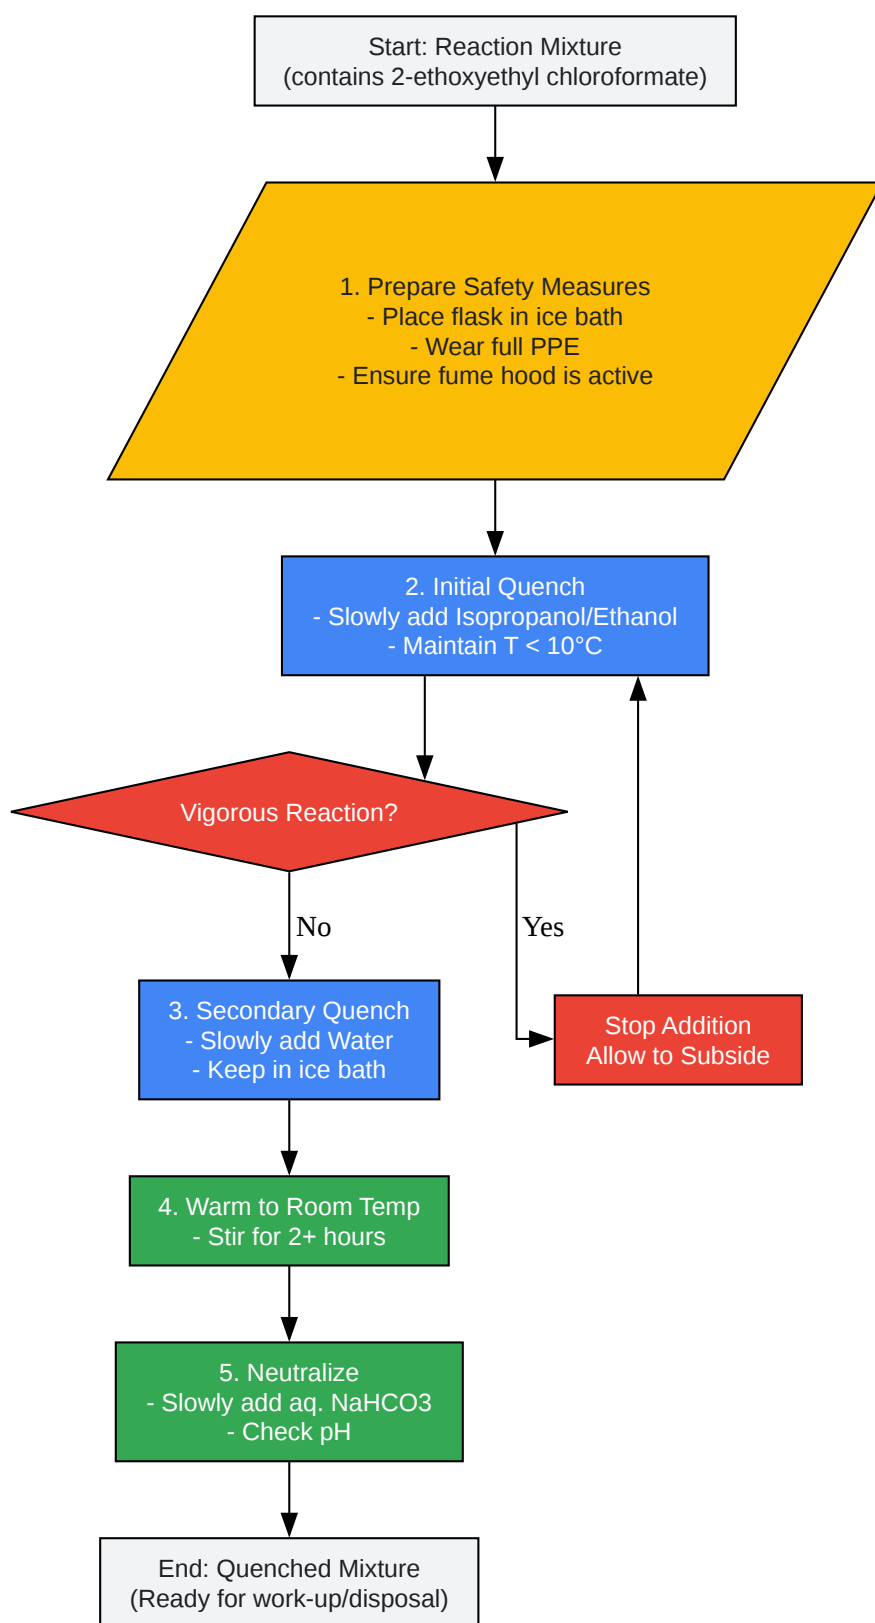 Start: Reaction Mixture
(contains 2-ethoxyethyl chloroformate)
1. Prepare Safety Measures
- Place flask in ice bath
- Wear full PPE
- Ensure fume hood is active
2. Initial Quench
- Slowly add Isopropanol/Ethanol
- Maintain T < 10°C
Vigorous Reaction?
No
Yes
3. Secondary Quench
- Slowly add Water
- Keep in ice bath
Stop Addition
Allow to Subside
4. Warm to Room Temp
- Stir for 2+ hours
5. Neutralize
- Slowly add aq. NaHCO3
- Check pH
End: Quenched Mixture
(Ready for work-up/disposal)